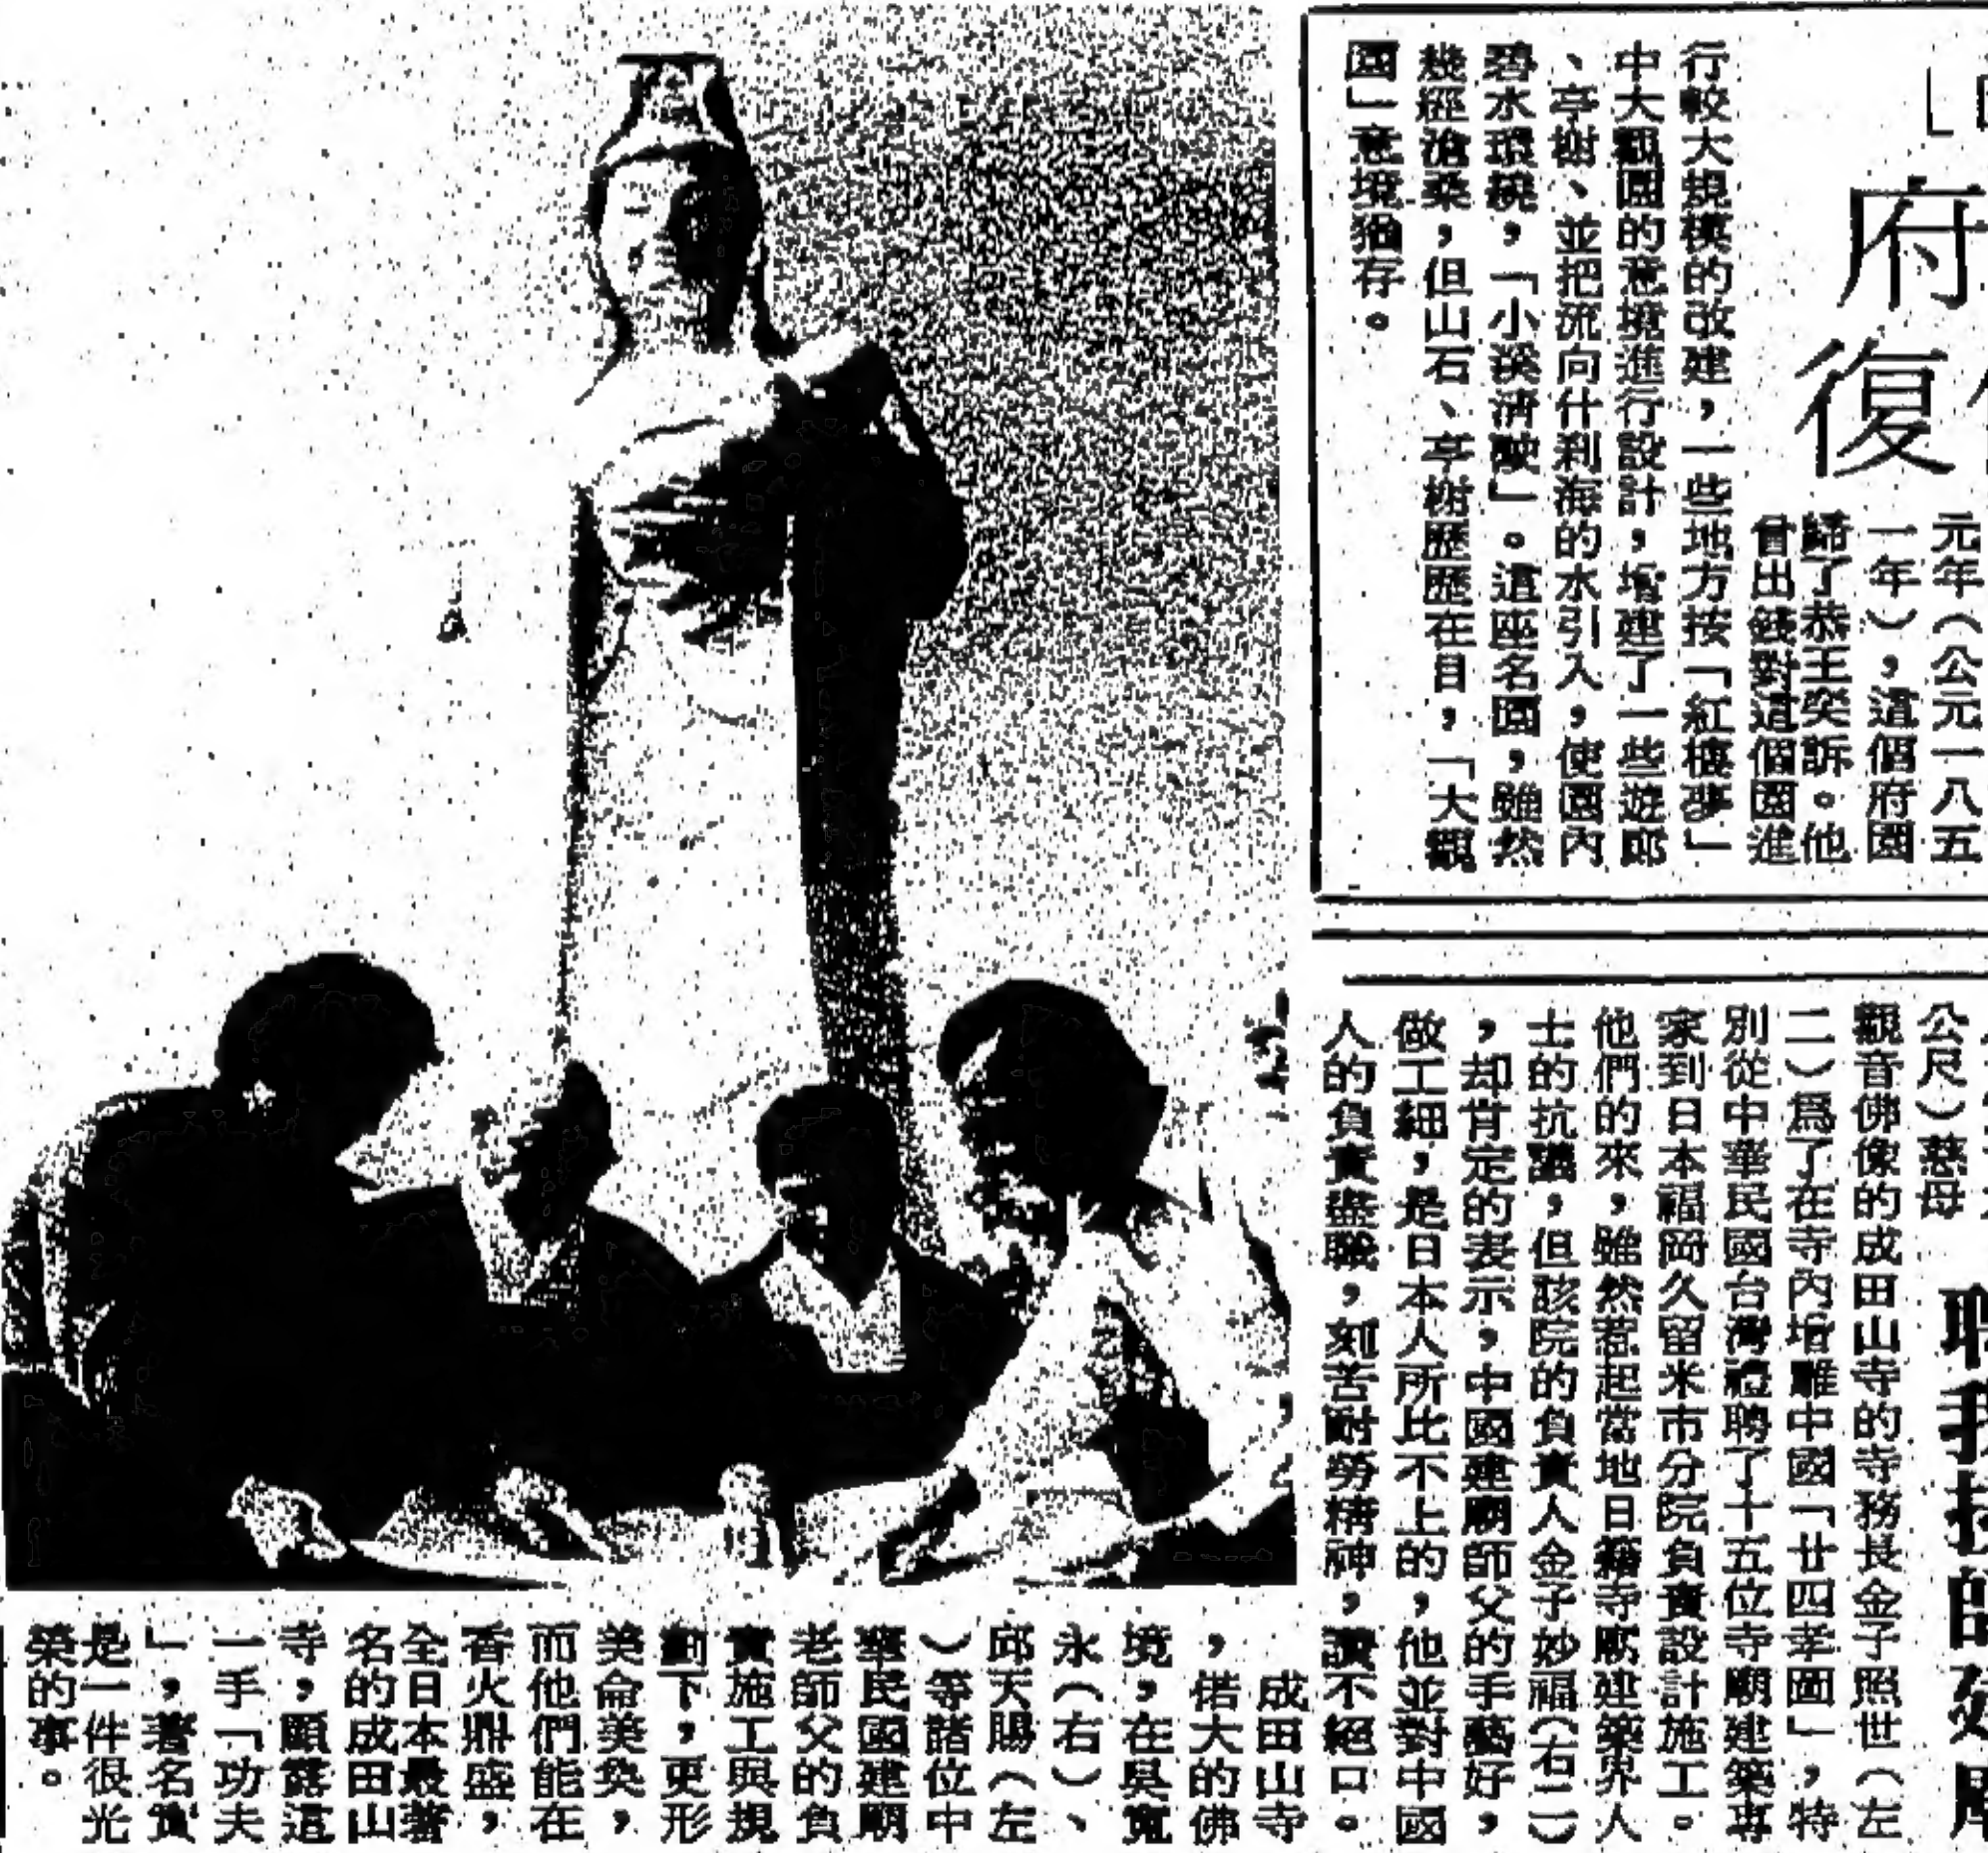 府
復
元年（公元一八五
一年），這個府園
歸了恭王奕訢。他
曾出錢對這個園進
行較大規模的改建，一些地方按「紅樓夢」
中大觀園的意境進行設計，增建了一些遊廊
、亭榭、並把流向什刹海的水引入，使園內
碧水環繞，「小溪清駛」。這座名園，雖然
幾經滄桑，但山石、亭榭歷歷在目，「大觀
園」意境猶存。
聘我技師
公尺）慈母
觀音佛像的成田山寺的寺務長金子照世（左
二）爲了在寺內增雕中國「廿四孝圖」，特
別從中華民國台灣禮聘了十五位寺廟建築專
家到日本福岡久留米市分院負責設計施工。
他們的來，雖然惹起當地日籍寺廟建築界人
士的抗議，但該院的負責人金子妙福（右二）
，却肯定的表示，中國建廟師父的手藝好，
做工細，是日本人所比不上的，他並對中國
人的負責盡職，刻苦耐勞精神，讚不絕口。
成田山寺
，偌大的佛
境，在吳寬
永（右）、
邱天賜（左
）等諸位中
華民國建廟
老師父的負
責施工與規
劃下，更形
美侖美奐，
而他們能在
香火鼎盛，
全日本最著
名的成田山
寺，顯露這
一手「功夫
」，著名實
是一件很光
榮的事。